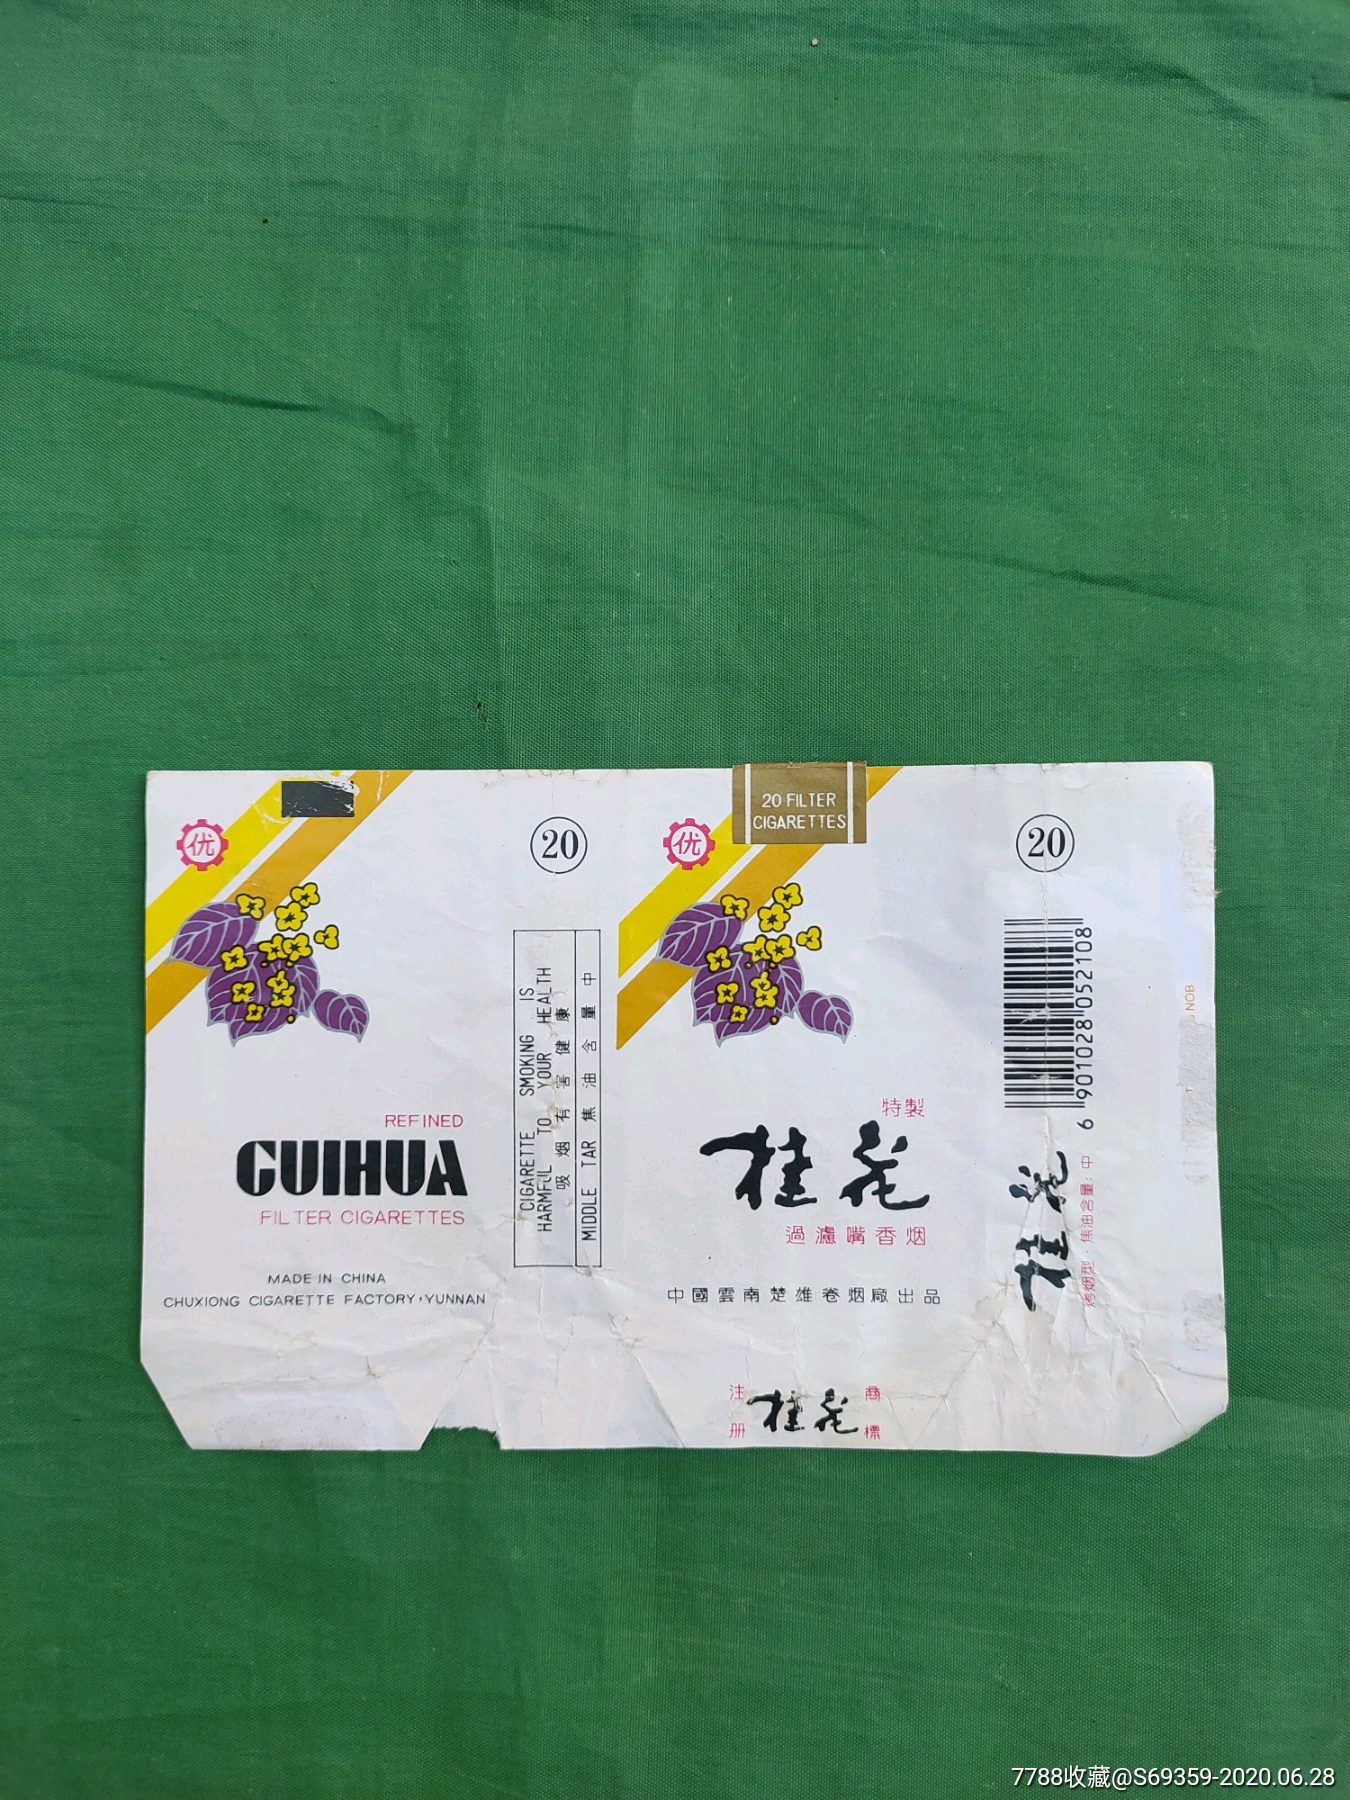 优
REFINED
GUIHUA
FILTER CIGARETTES
MADE IN CHINA
CHUXIONG CIGARETTE FACTORY·YUNNAN
20
CIGARETTE SMOKING IS
HARMFUL TO YOUR HEALTH
吸烟有害健康
MIDDLE TAR 焦油含量中
优
20 FILTER
CIGARETTES
特製
桂花
過濾嘴香烟
中國雲南楚雄卷烟廠出品
注册
桂花
商標
20
6 901028 052108
桂花
烤烟型·焦油含量:中
NOB
7788收藏@S69359-2020.06.28